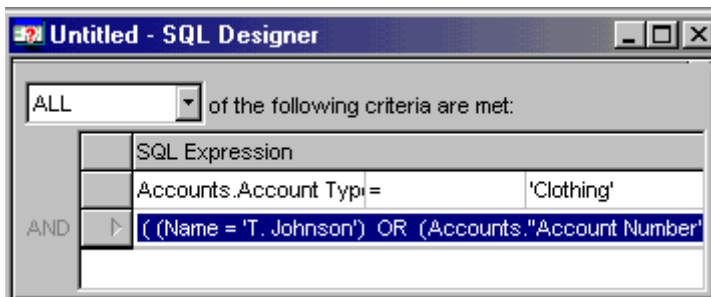 Untitled - SQL Designer
ALL of the following criteria are met:
SQL Expression
Accounts.Account Typ = 'Clothing'
AND ( (Name = 'T. Johnson') OR (Accounts."Account Number"